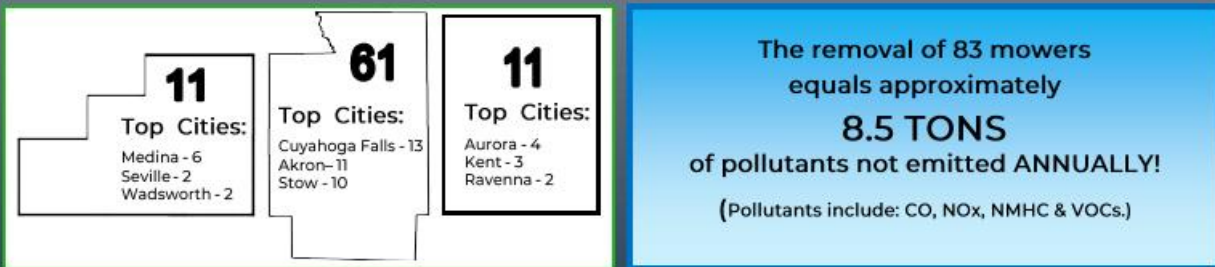 11
Top Cities:
Medina - 6
Seville - 2
Wadsworth - 2
61
Top Cities:
Cuyahoga Falls - 13
Akron– 11
Stow - 10
11
Top Cities:
Aurora - 4
Kent - 3
Ravenna - 2
The removal of 83 mowers
equals approximately
8.5 TONS
of pollutants not emitted ANNUALLY!
(Pollutants include: CO, NOx, NMHC & VOCs.)